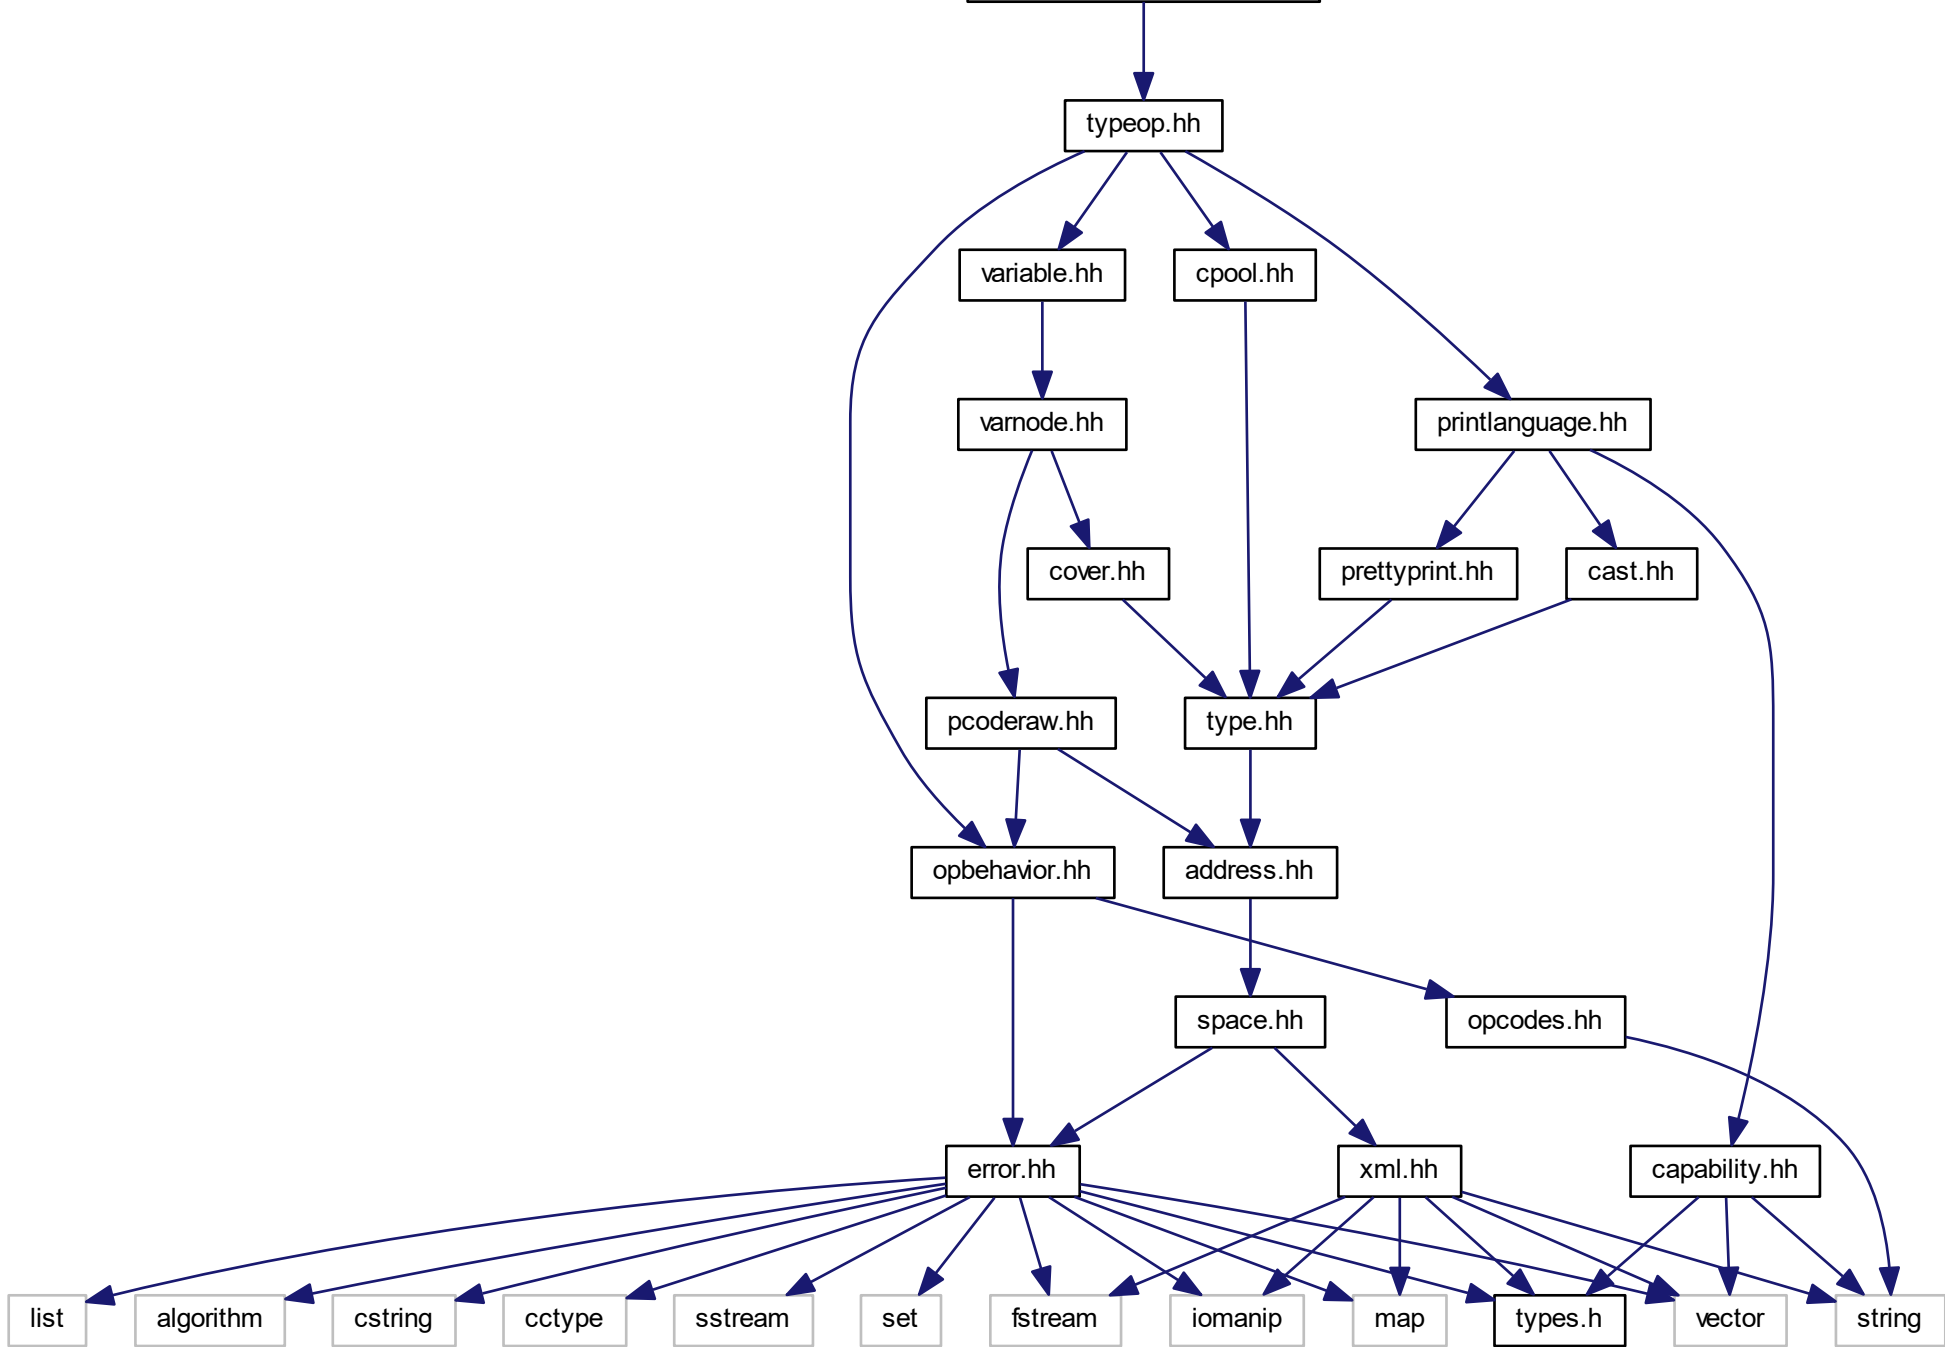 typeop.hh
variable.hh
cpool.hh
varnode.hh
printlanguage.hh
cover.hh
prettyprint.hh
cast.hh
pcoderaw.hh
type.hh
opbehavior.hh
address.hh
space.hh
opcodes.hh
error.hh
xml.hh
capability.hh
list
algorithm
cstring
cctype
sstream
set
fstream
iomanip
map
types.h
vector
string